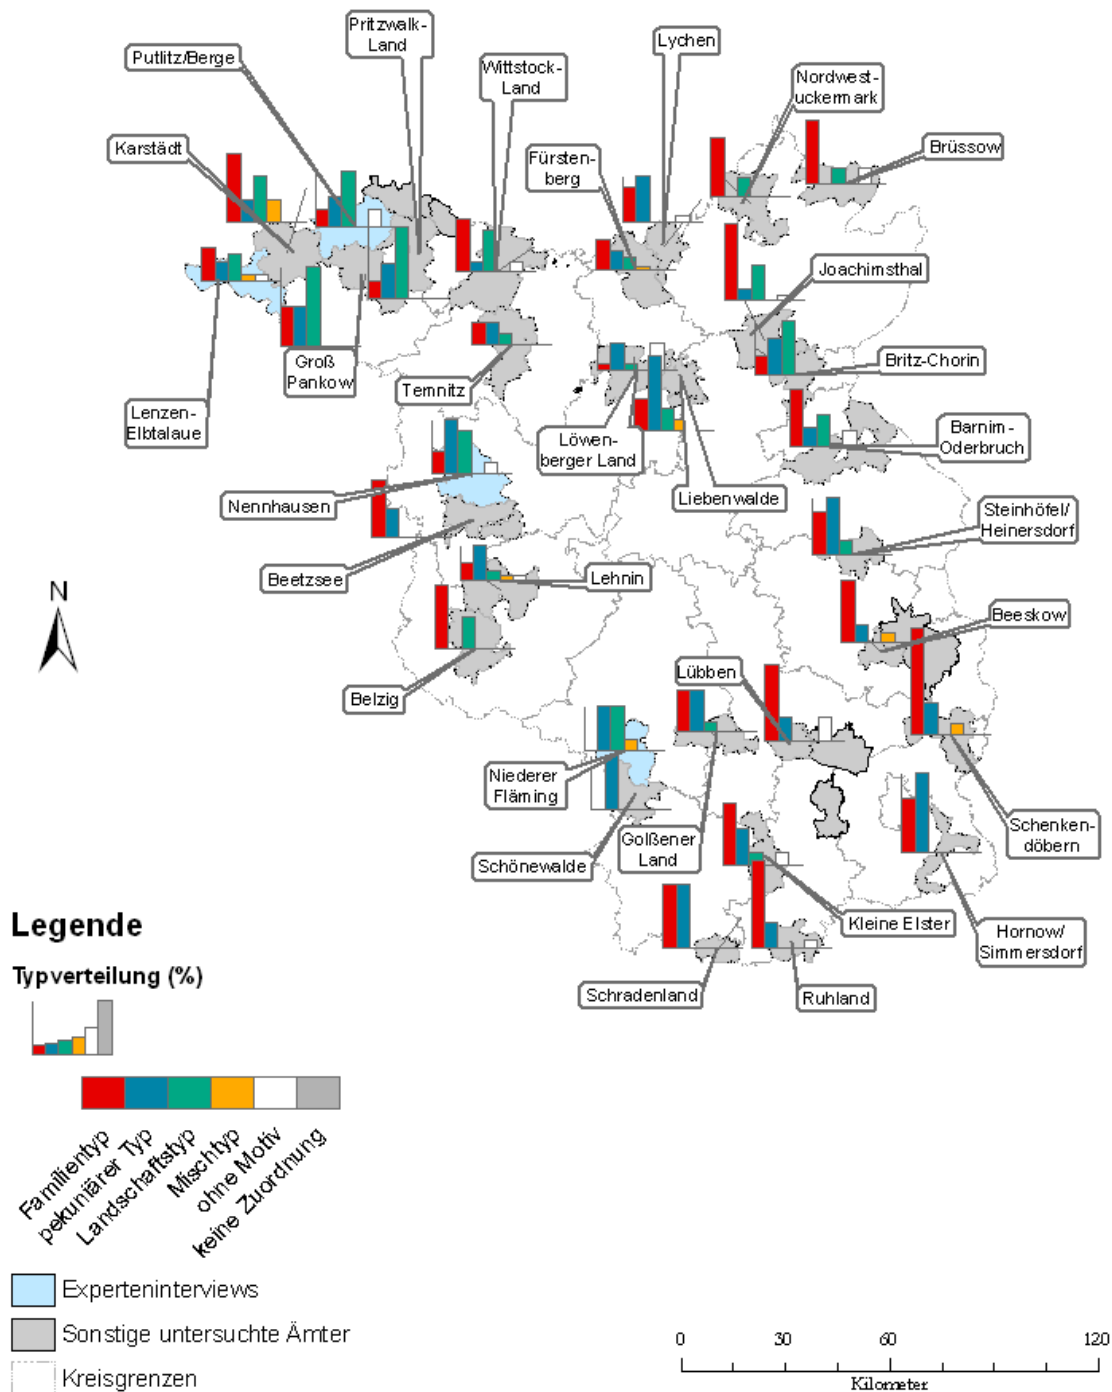 Pritzwalk-
Land
Lychen
Putlitz/Berge
Wittstock-
Land
Nordwest-
uckermark
Karstädt
Fürsten-
berg
Brüssow
Joachimsthal
Groß
Pankow
Temnitz
Britz-Chorin
Lenzen-
Elbtalaue
Löwen-
berger Land
Barnim-
Oderbruch
Nennhausen
Liebenwalde
Steinhöfel/
Heinersdorf
Beetzsee
Lehnin
N
Beeskow
Belzig
Lübben
Niederer
Fläming
Golßener
Land
Schenken-
döbern
Schönewalde
Kleine Elster
Hornow/
Simmersdorf
Schradenland
Ruhland
Legende
Typverteilung (%)
Familientyp
pekuniärer Typ
Landschaftstyp
Mischtyp
ohne Motiv
keine Zuordnung
Experteninterviews
Sonstige untersuchte Ämter
Kreisgrenzen
0 30 60 120
Kilometer